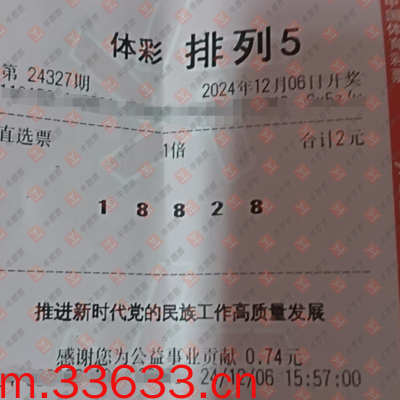 体彩 排列5
第 24327期 2024年12月06日开奖
直选票 1倍 合计2元
1 8 8 2 8
推进新时代党的民族工作高质量发展
感谢您为公益事业贡献 0.74元
24/12/06 15:57:00
m.33633.cn